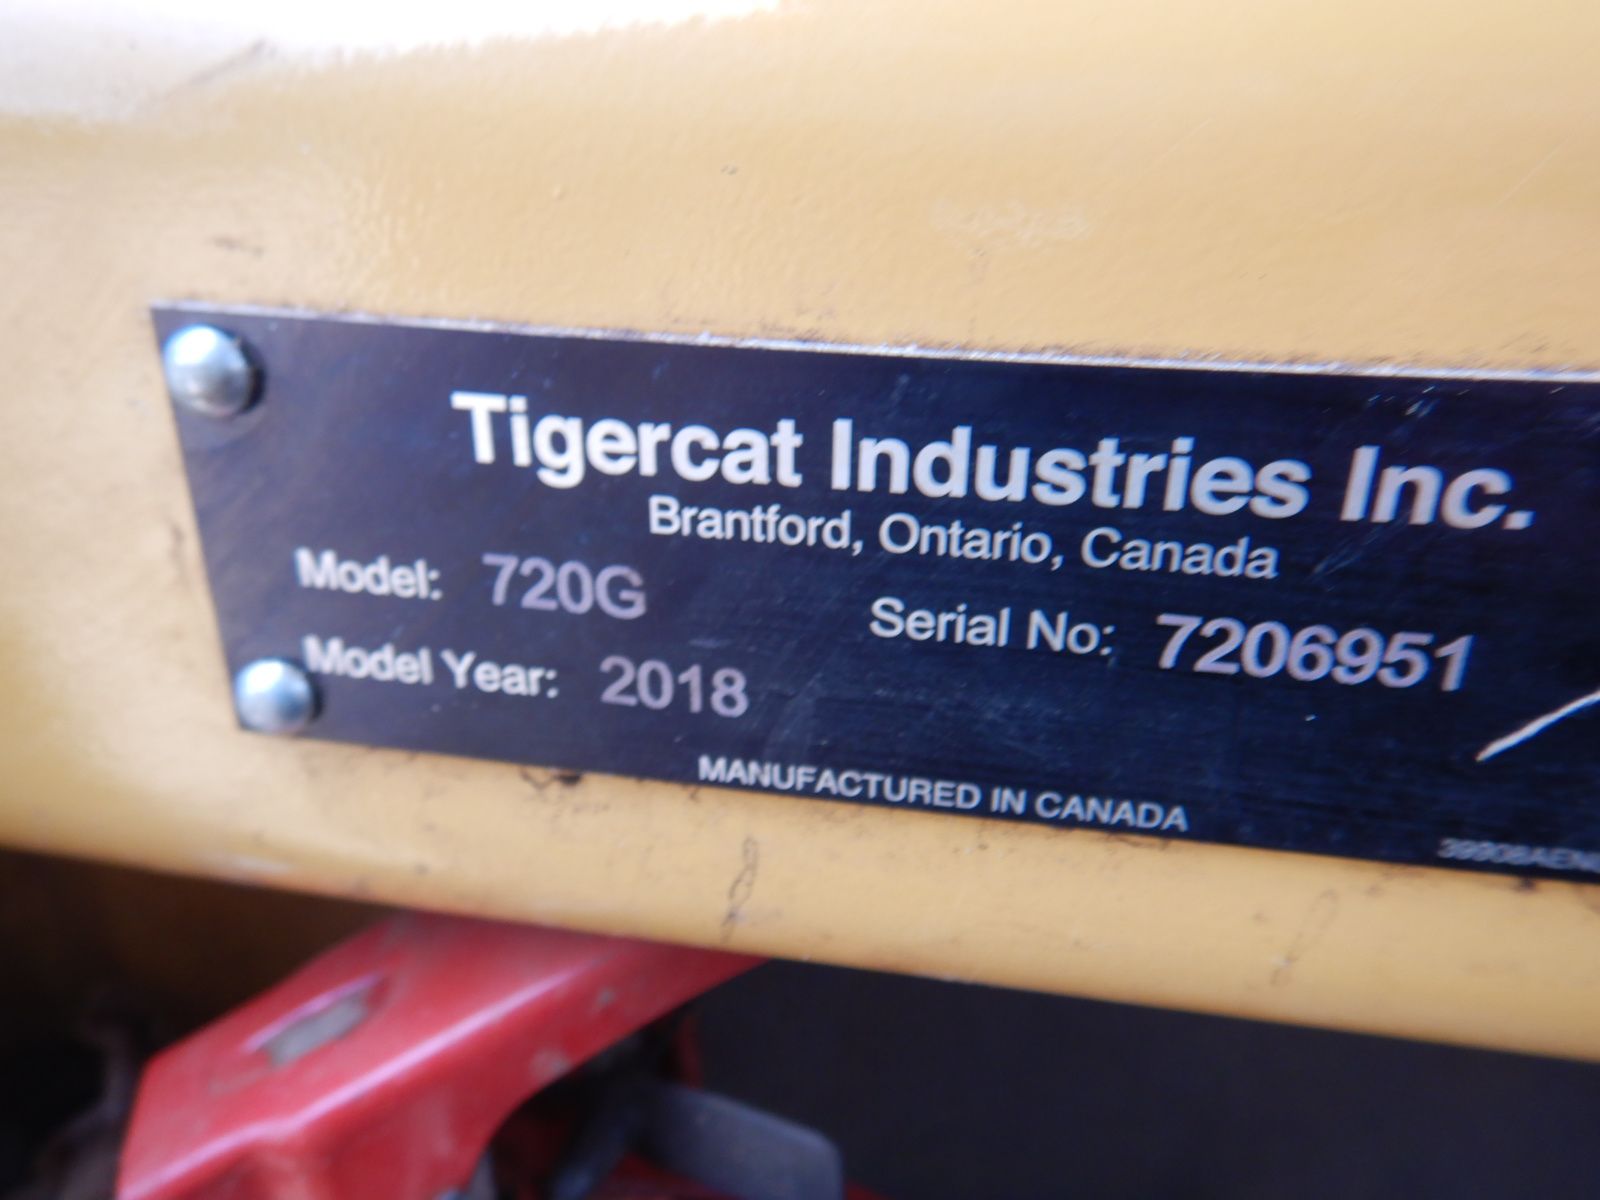 Tigercat Industries Inc.
Brantford, Ontario, Canada
Model: 720G
Serial No: 7206951
Model Year: 2018
MANUFACTURED IN CANADA